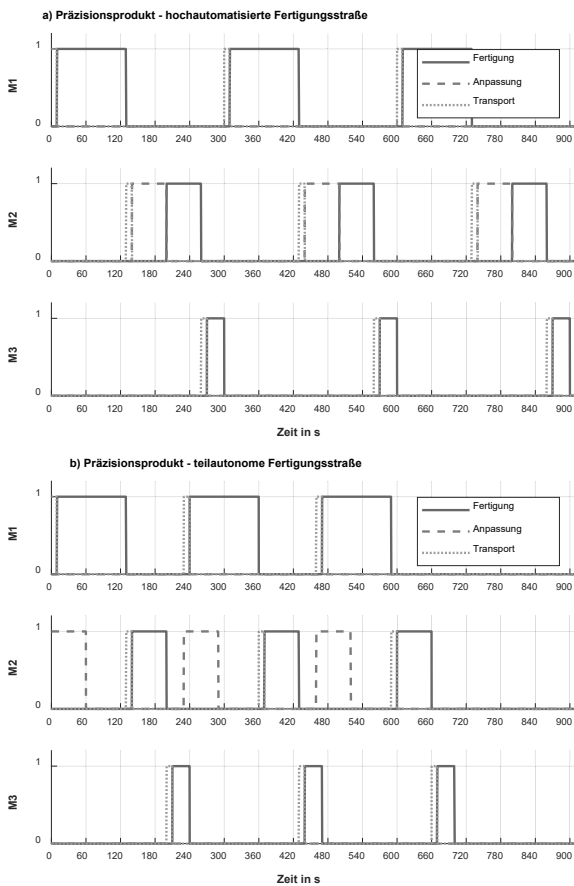 a) Präzisionsprodukt - hochautomatisierte Fertigungsstraße
M1
1
0
Fertigung
Anpassung
Transport
0 60 120 180 240 300 360 420 480 540 600 660 720 780 840 900
M2
1
0
0 60 120 180 240 300 360 420 480 540 600 660 720 780 840 900
M3
1
0
0 60 120 180 240 300 360 420 480 540 600 660 720 780 840 900
Zeit in s
b) Präzisionsprodukt - teilautonome Fertigungsstraße
M1
1
0
Fertigung
Anpassung
Transport
0 60 120 180 240 300 360 420 480 540 600 660 720 780 840 900
M2
1
0
0 60 120 180 240 300 360 420 480 540 600 660 720 780 840 900
M3
1
0
0 60 120 180 240 300 360 420 480 540 600 660 720 780 840 900
Zeit in s